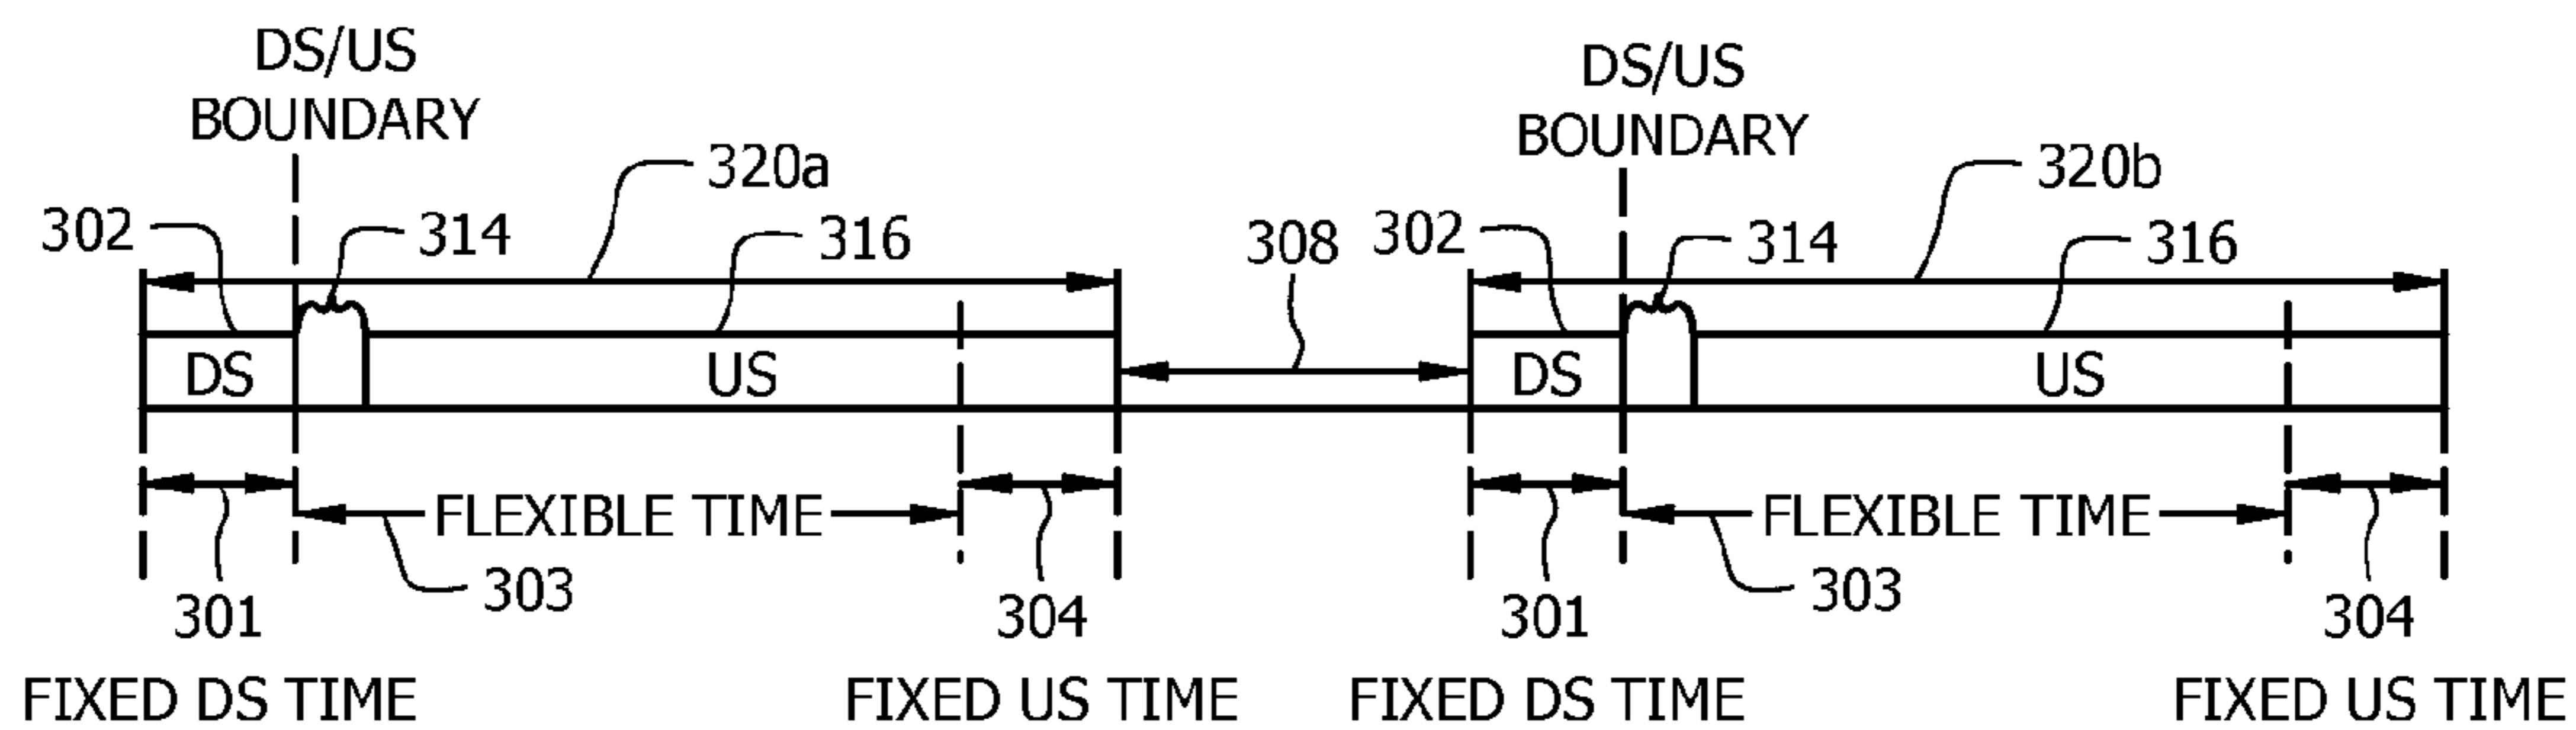 DS/US
BOUNDARY
DS/US
BOUNDARY
320a
320b
302
314
316
308
302
314
316
DS
US
DS
US
FLEXIBLE TIME
FLEXIBLE TIME
303
303
301
304
301
304
FIXED DS TIME
FIXED US TIME
FIXED DS TIME
FIXED US TIME